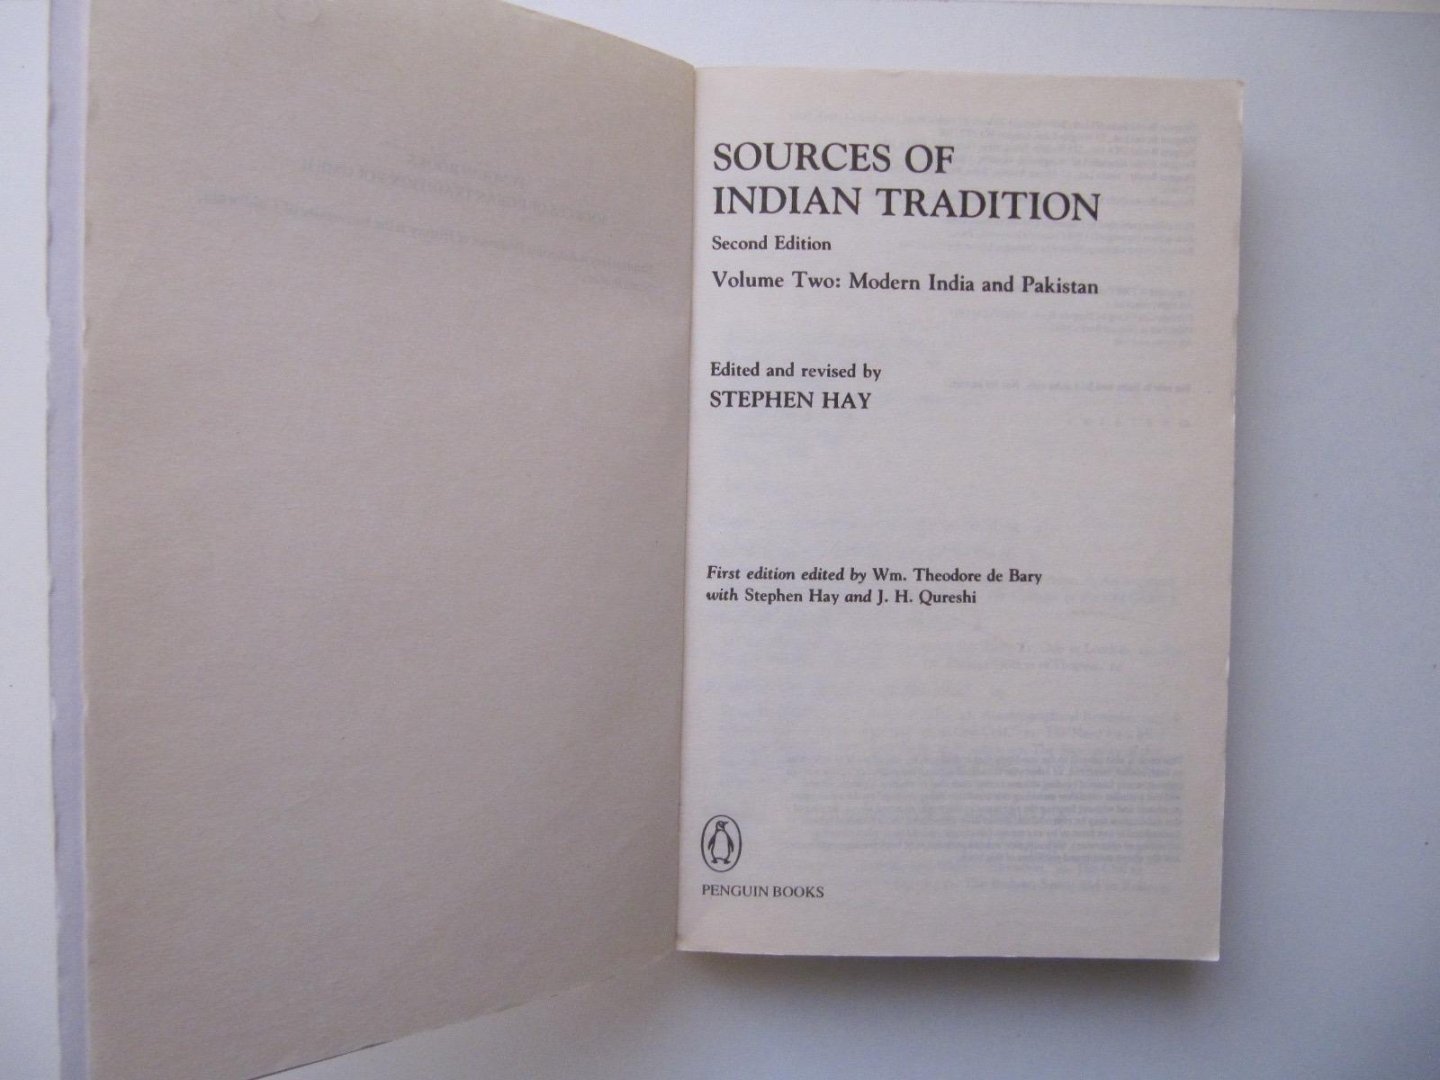 SOURCES OF
INDIAN TRADITION
Second Edition
Volume Two: Modern India and Pakistan
Edited and revised by
STEPHEN HAY
First edition edited by Wm. Theodore de Bary
with Stephen Hay and J. H. Qureshi
PENGUIN BOOKS